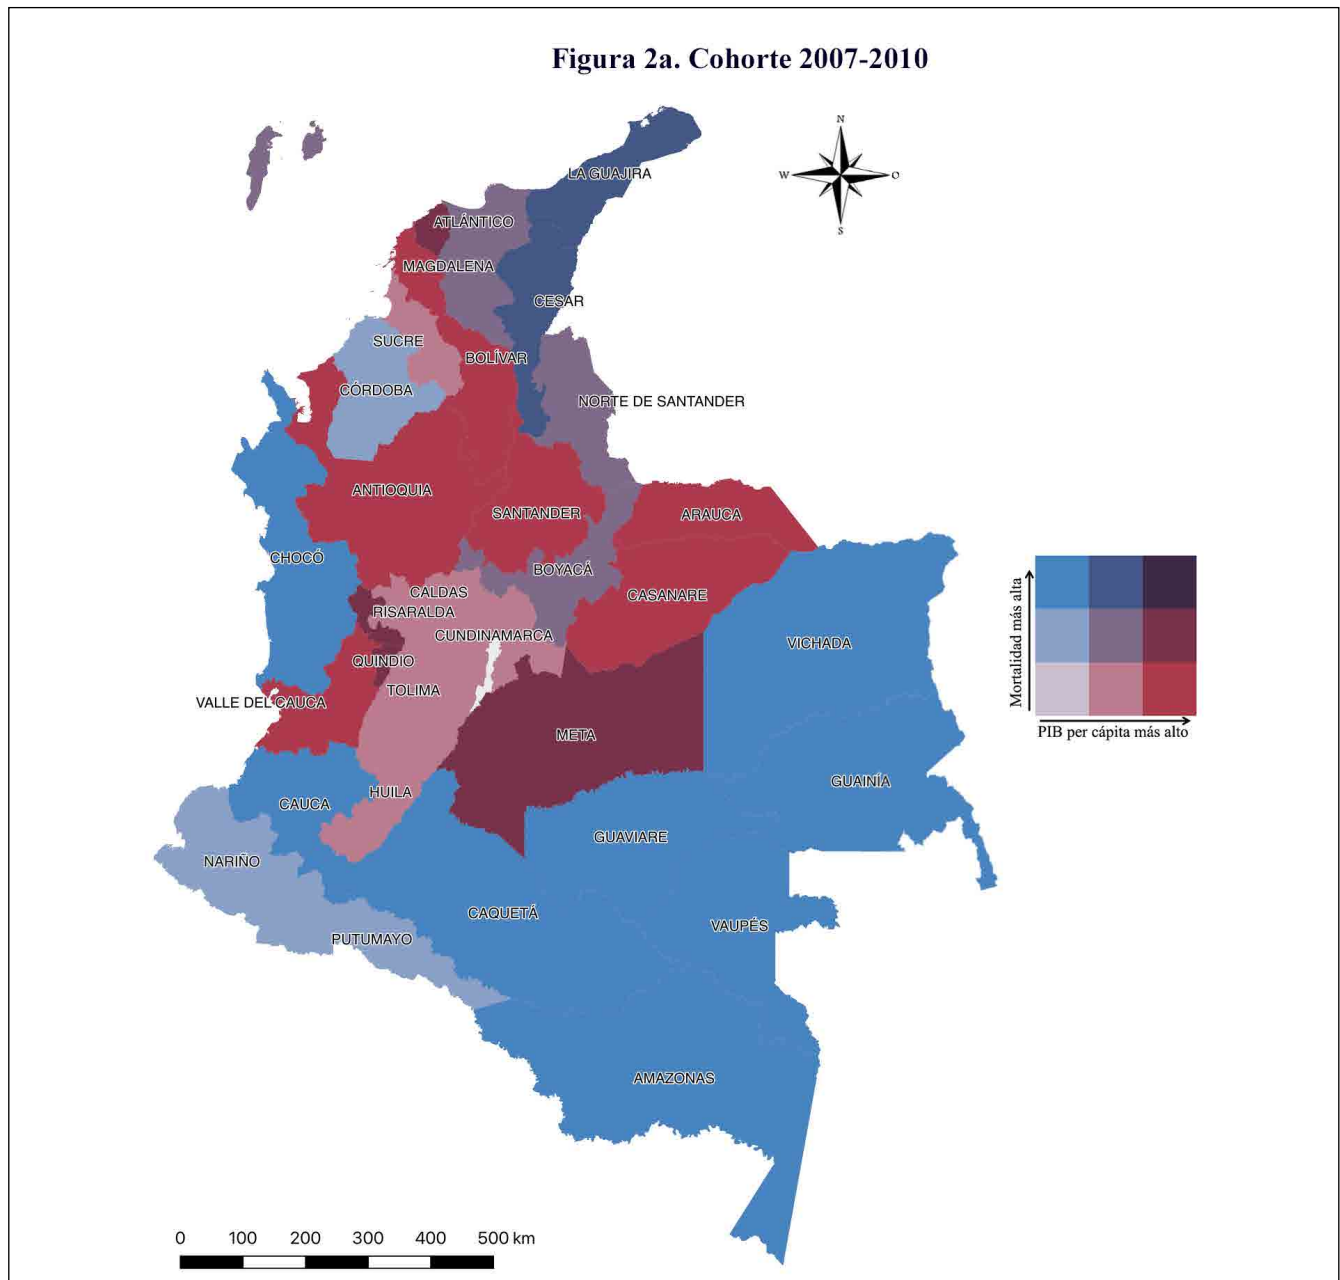 Figura 2a. Cohorte 2007-2010
N
W
O
S
LA GUAJIRA
ATLÁNTICO
MAGDALENA
CESAR
SUCRE
BOLÍVAR
CÓRDOBA
NORTE DE SANTANDER
ANTIOQUIA
SANTANDER
ARAUCA
CHOCÓ
BOYACÁ
CALDAS
CASANARE
RISARALDA
CUNDINAMARCA
VICHADA
QUINDIO
TOLIMA
VALLE DEL CAUCA
META
GUAINÍA
HUILA
CAUCA
GUAVIARE
NARIÑO
CAQUETÁ
VAUPÉS
PUTUMAYO
AMAZONAS
Mortalidad más alta
PIB per cápita más alto
0 100 200 300 400 500 km